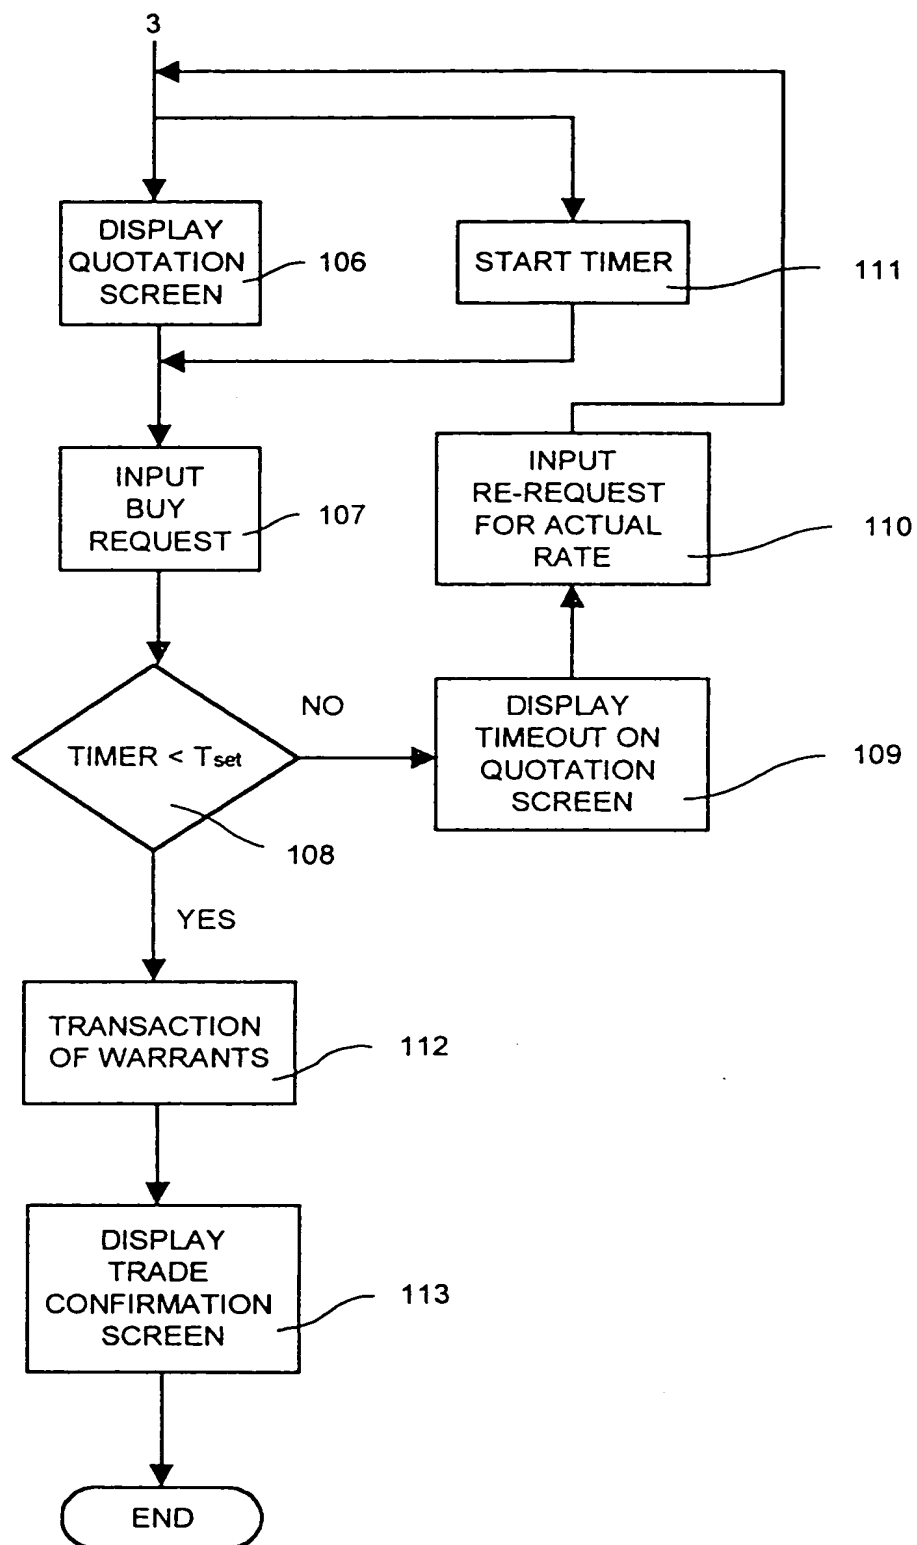 3
DISPLAY
QUOTATION
SCREEN
106
START TIMER
111
INPUT
BUY
REQUEST
107
INPUT
RE-REQUEST
FOR ACTUAL
RATE
110
TIMER < Tset
108
NO
DISPLAY
TIMEOUT ON
QUOTATION
SCREEN
109
YES
TRANSACTION
OF WARRANTS
112
DISPLAY
TRADE
CONFIRMATION
SCREEN
113
END